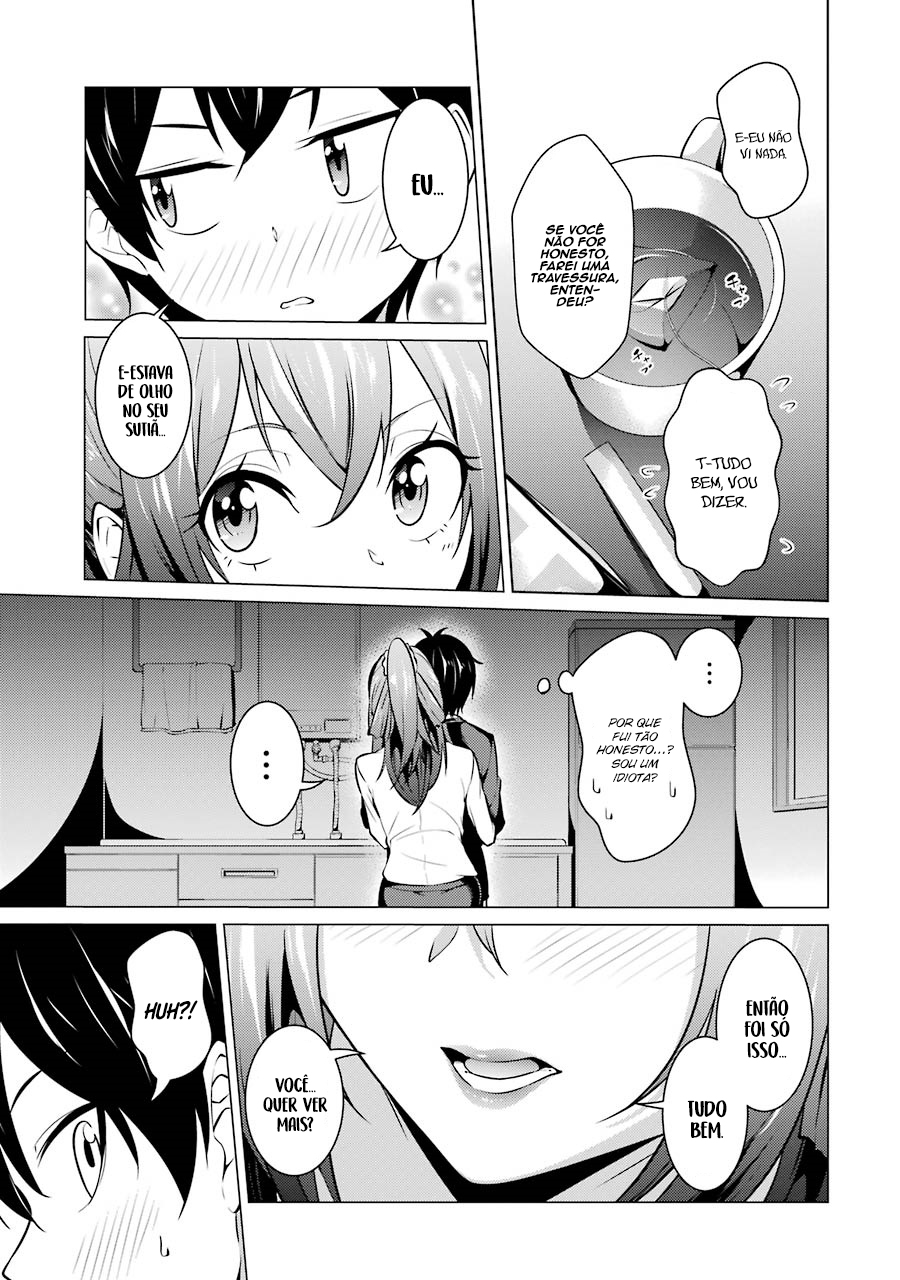 E-EU NÃO
VI NADA.
SE VOCÊ
NÃO FOR
HONESTO,
FAREI UMA
TRAVESSURA,
ENTEN-
DEU?
T-TUDO
BEM, VOU
DIZER.
EU...
E-ESTAVA
DE OLHO
NO SEU
SUTIÃ...
...
POR QUE
FUI TÃO
HONESTO...?
SOU UM
IDIOTA?
...
ENTÃO
FOI SÓ
ISSO...
TUDO
BEM.
VOCÊ...
QUER VER
MAIS?
HUH?!